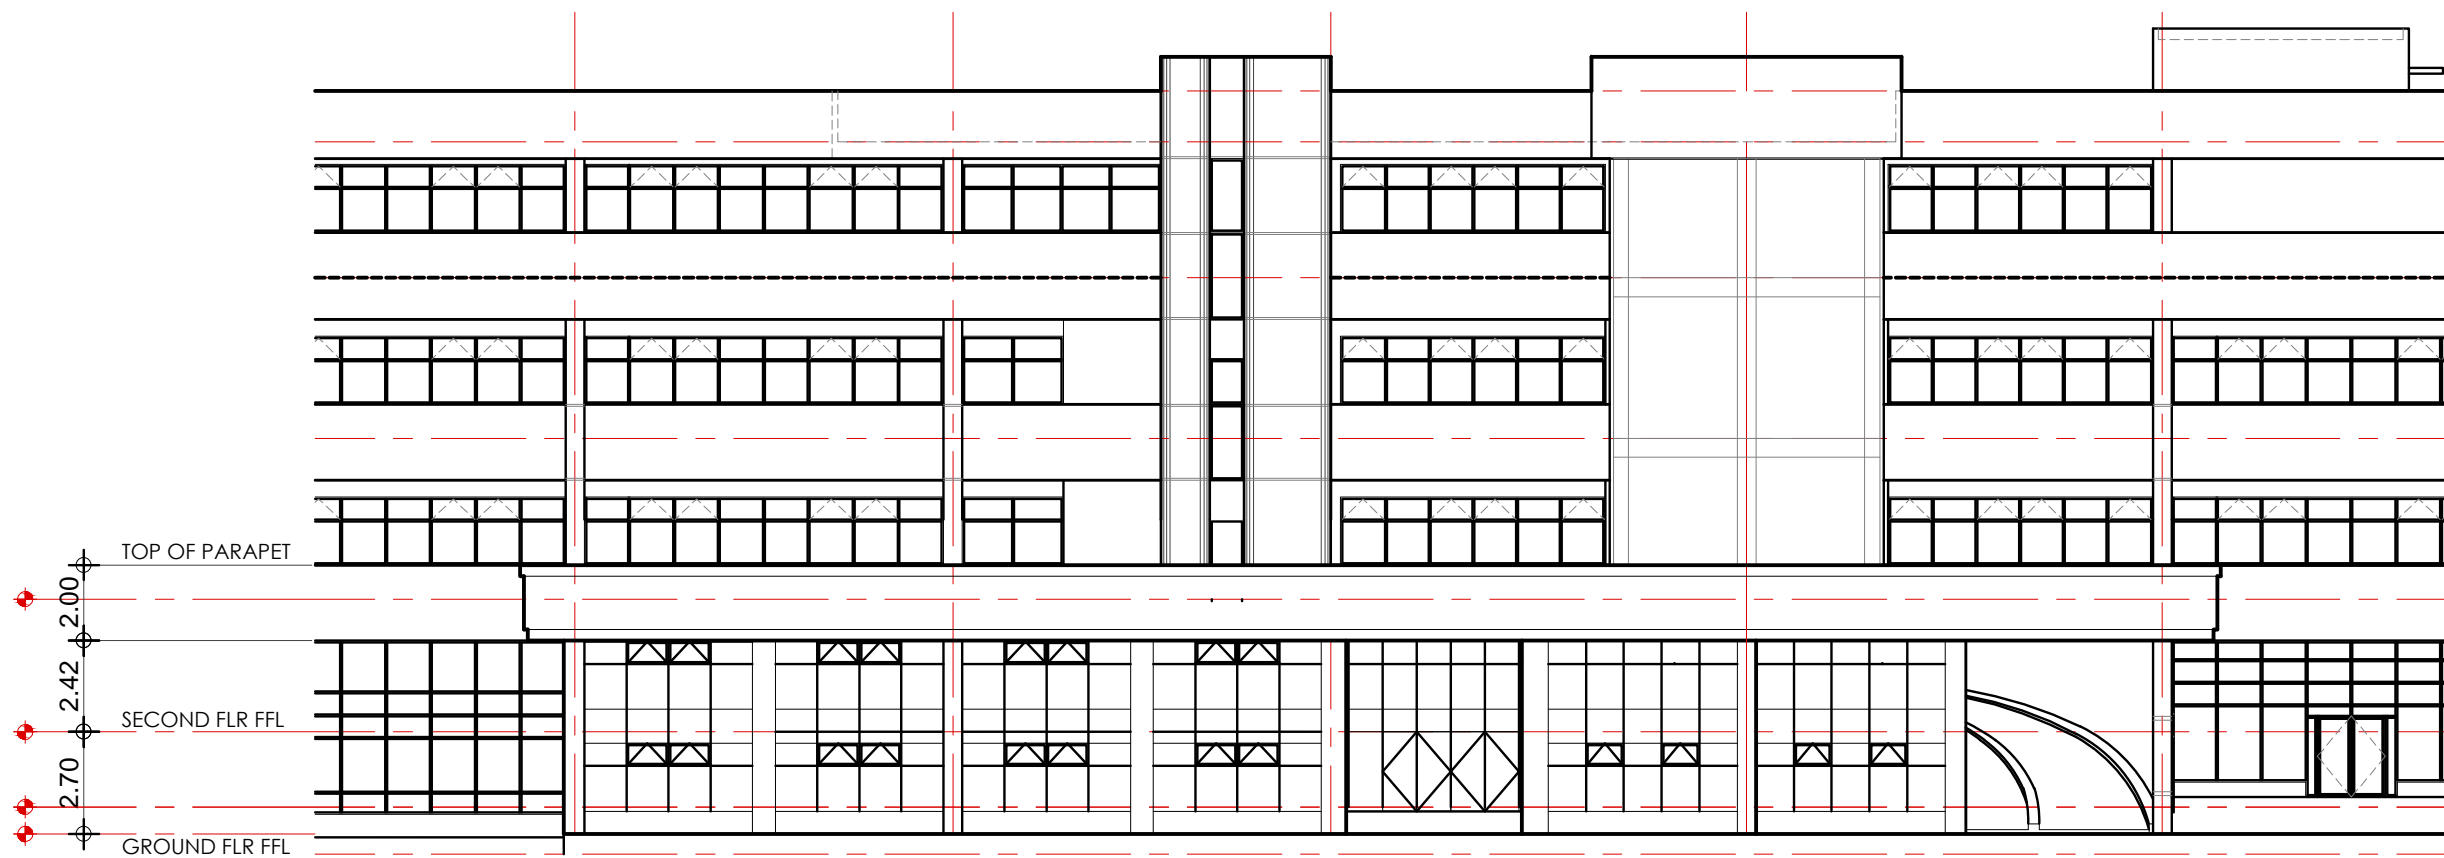 TOP OF PARAPET
2.00
2.42
SECOND FLR FFL
2.70
GROUND FLR FFL